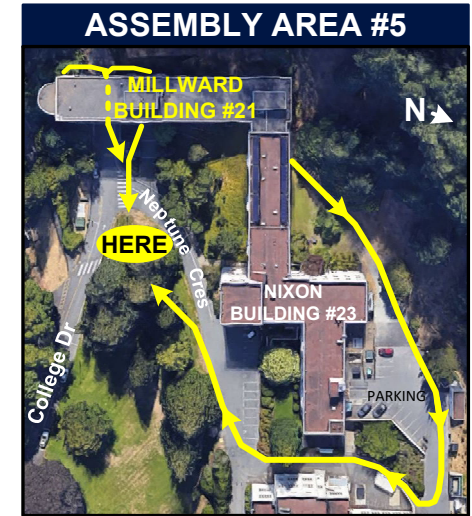 ASSEMBLY AREA #5
MILLWARD
BUILDING #21
N
Neptune Cres
HERE
NIXON
BUILDING #23
College Dr
PARKING